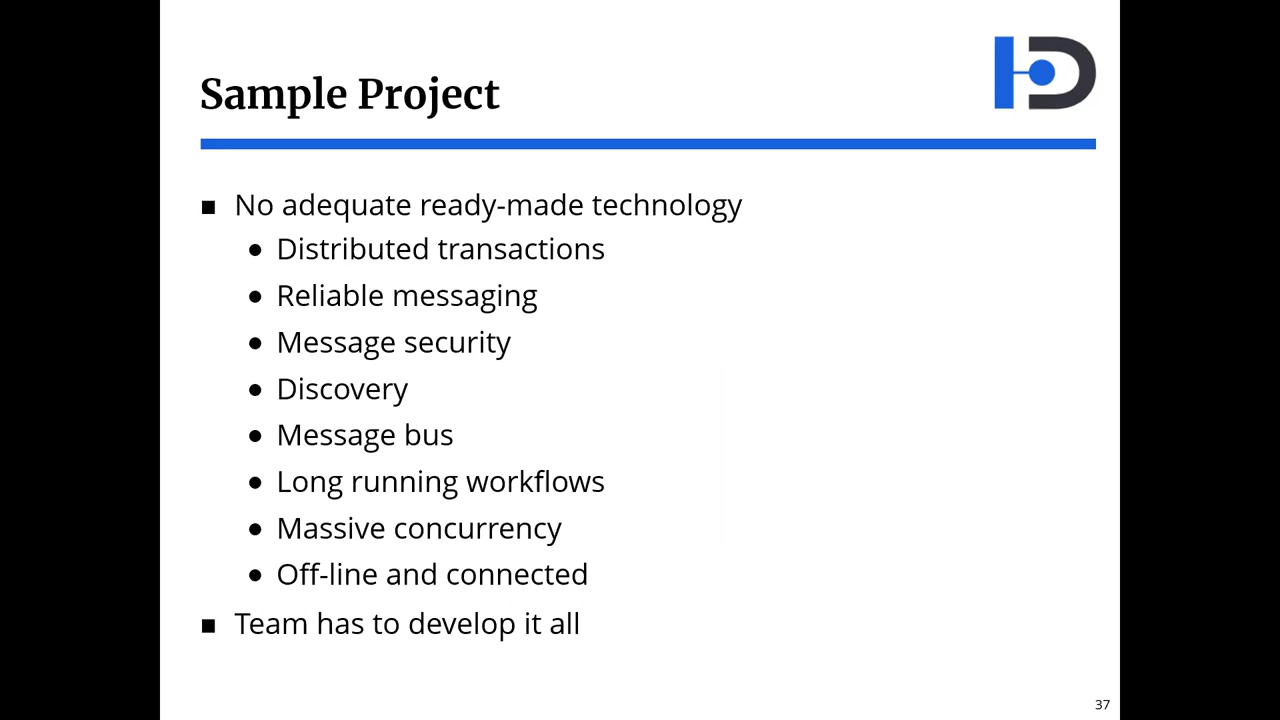 Sample Project
■ No adequate ready-made technology
● Distributed transactions
● Reliable messaging
● Message security
● Discovery
● Message bus
● Long running workflows
● Massive concurrency
● Off-line and connected
■ Team has to develop it all
37